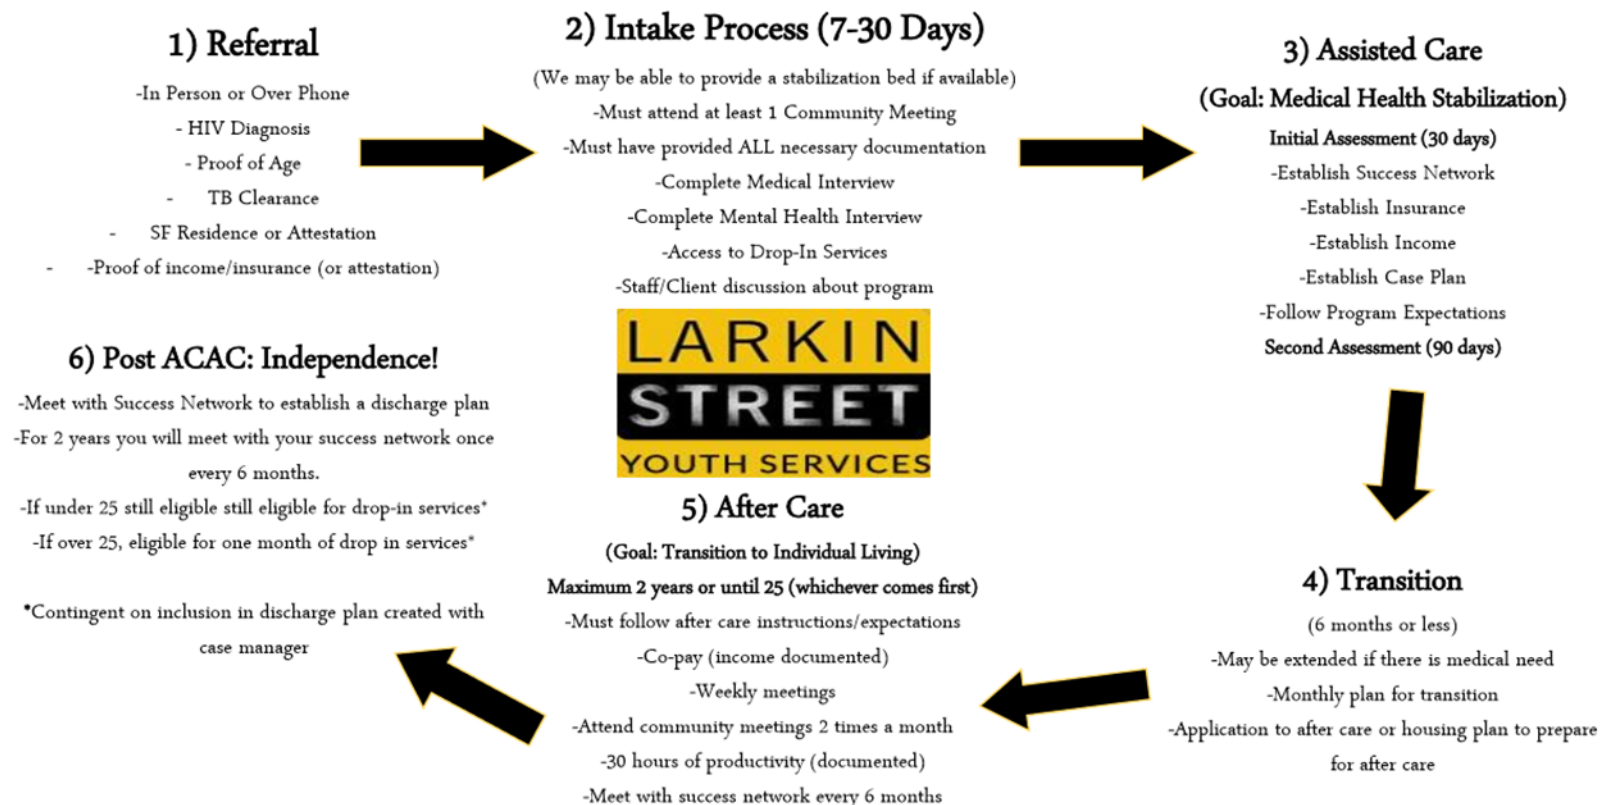 1) Referral
-In Person or Over Phone
- HIV Diagnosis
- Proof of Age
- TB Clearance
- SF Residence or Attestation
- -Proof of income/insurance (or attestation)
2) Intake Process (7-30 Days)
(We may be able to provide a stabilization bed if available)
-Must attend at least 1 Community Meeting
-Must have provided ALL necessary documentation
-Complete Medical Interview
-Complete Mental Health Interview
-Access to Drop-In Services
-Staff/Client discussion about program
3) Assisted Care
(Goal: Medical Health Stabilization)
Initial Assessment (30 days)
-Establish Success Network
-Establish Insurance
-Establish Income
-Establish Case Plan
-Follow Program Expectations
Second Assessment (90 days)
LARKIN
STREET
YOUTH SERVICES
4) Transition
(6 months or less)
-May be extended if there is medical need
-Monthly plan for transition
-Application to after care or housing plan to prepare
for after care
5) After Care
(Goal: Transition to Individual Living)
Maximum 2 years or until 25 (whichever comes first)
-Must follow after care instructions/expectations
-Co-pay (income documented)
-Weekly meetings
-Attend community meetings 2 times a month
-30 hours of productivity (documented)
-Meet with success network every 6 months
6) Post ACAC: Independence!
-Meet with Success Network to establish a discharge plan
-For 2 years you will meet with your success network once
every 6 months.
-If under 25 still eligible still eligible for drop-in services*
-If over 25, eligible for one month of drop in services*
*Contingent on inclusion in discharge plan created with
case manager